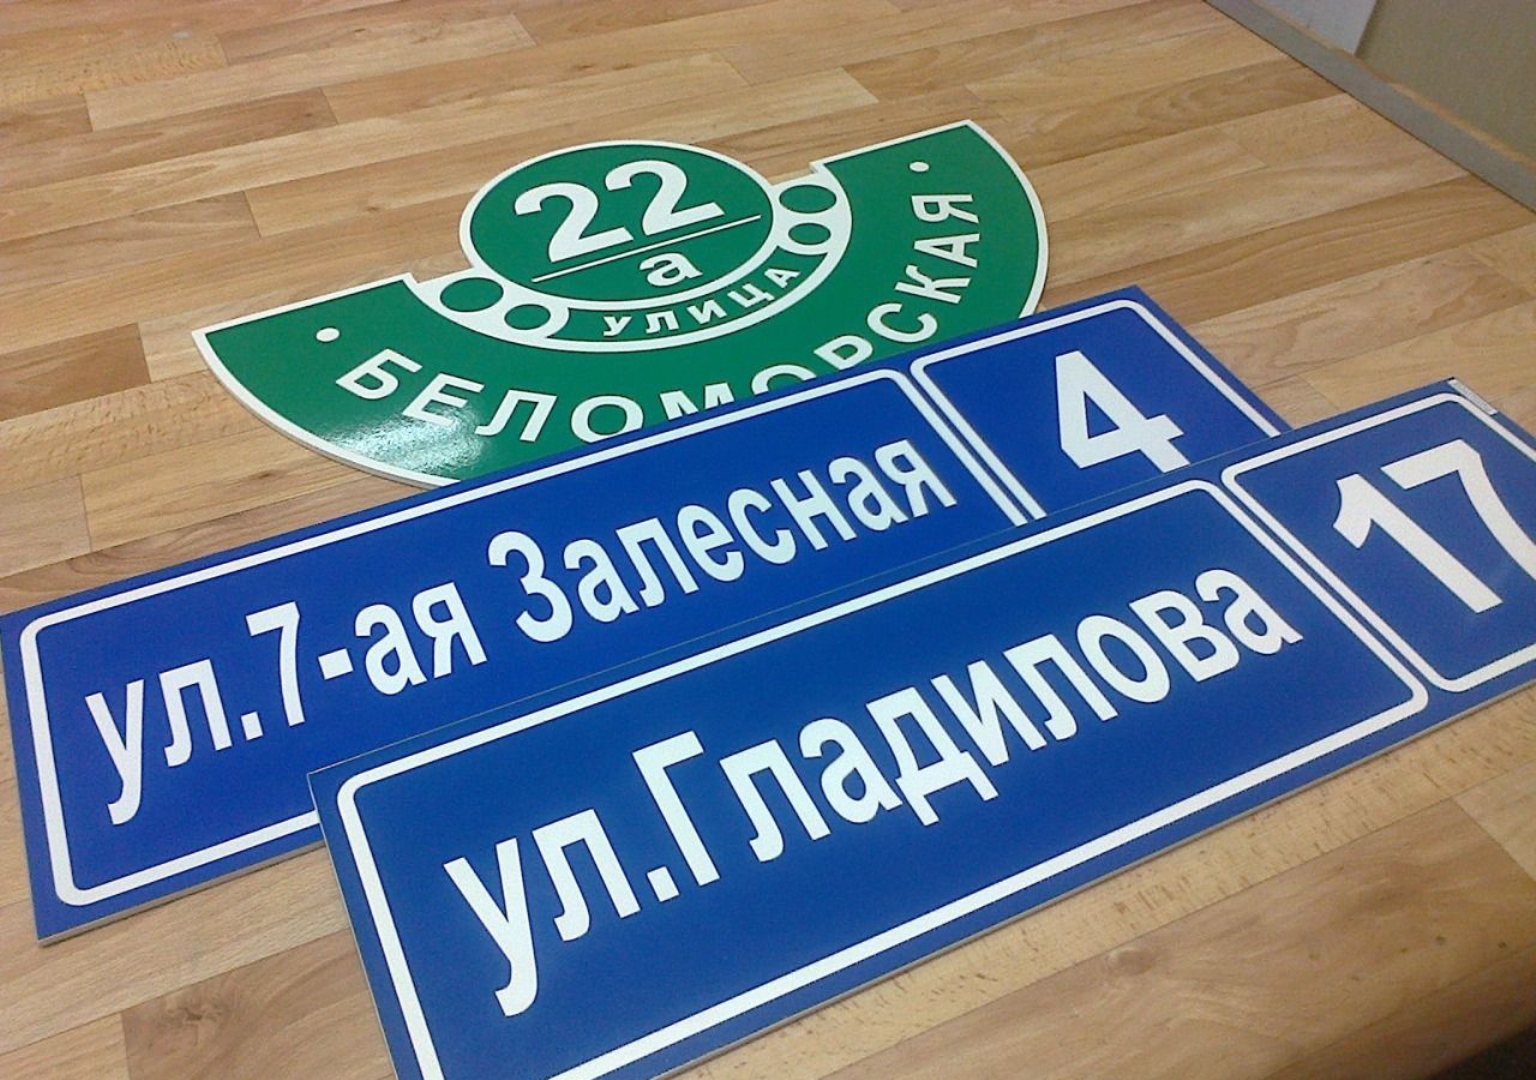 22
а
УЛИЦА
БЕЛОМОРСКАЯ
ул.7-ая Залесная 4
ул.Гладилова 17